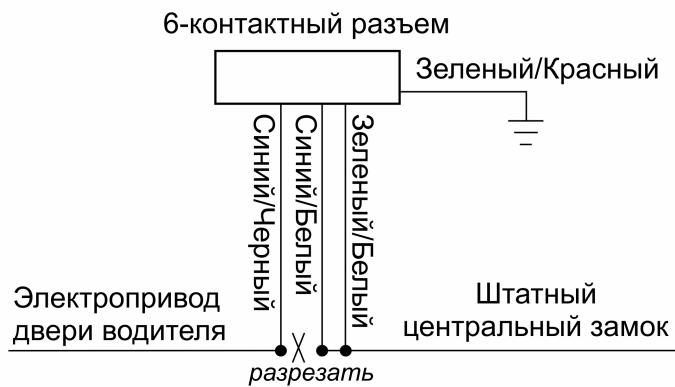 6-контактный разъем
Зеленый/Красный
Синий/Черный
Синий/Белый
Зеленый/Белый
Электропривод
двери водителя
Штатный
центральный замок
разрезать